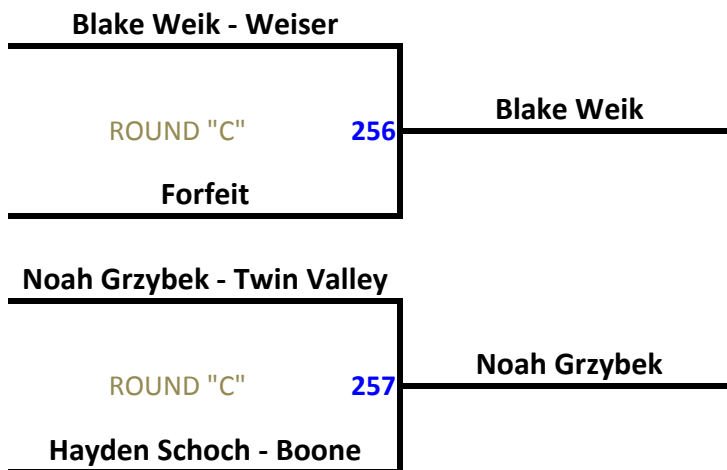 Blake Weik - Weiser
Blake Weik
ROUND "C" 256
Forfeit
Noah Grzybek - Twin Valley
Noah Grzybek
ROUND "C" 257
Hayden Schoch - Boone